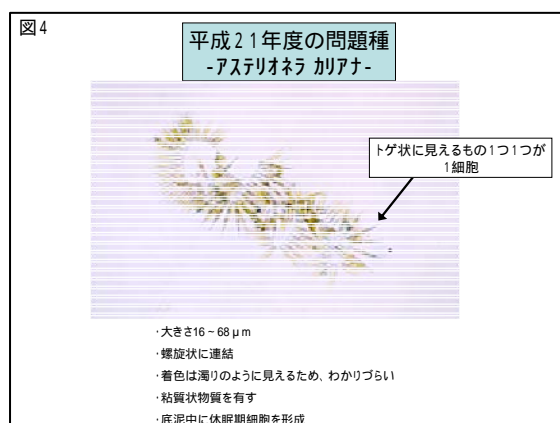 図4
平成21年度の問題種
-アステリオネラ カリアナ-
トゲ状に見えるもの1つ1つが
1細胞
・大きさ16~68μm
・螺旋状に連結
・着色は濁りのように見えるため、わかりづらい
・粘質状物質を有す
・底泥中に休眠期細胞を形成